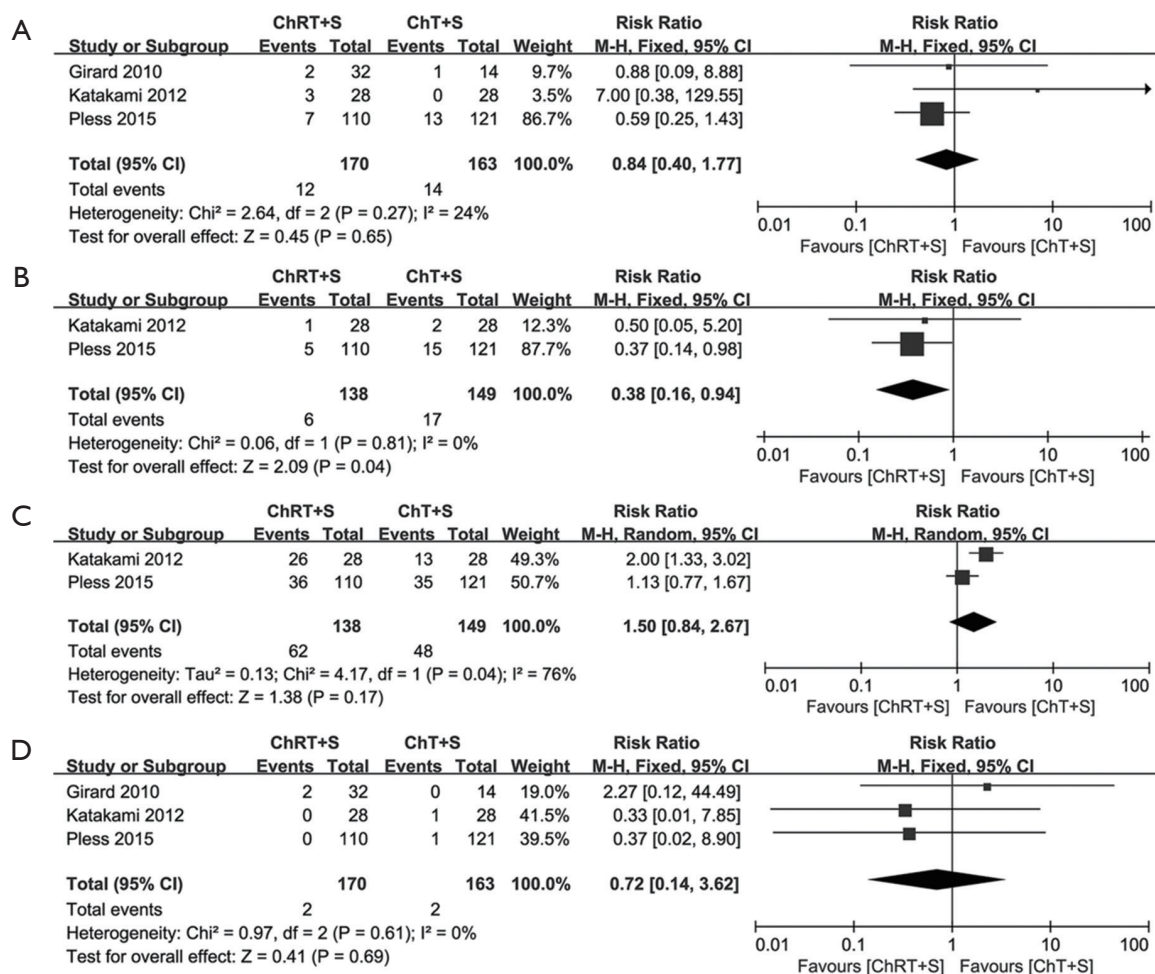 A
ChRT+S ChT+S Risk Ratio Risk Ratio
Study or Subgroup Events Total Events Total Weight M-H, Fixed, 95% CI M-H, Fixed, 95% CI
Girard 2010 2 32 1 14 9.7% 0.88 [0.09, 8.88]
Katakami 2012 3 28 0 28 3.5% 7.00 [0.38, 129.55]
Pless 2015 7 110 13 121 86.7% 0.59 [0.25, 1.43]
Total (95% CI) 170 163 100.0% 0.84 [0.40, 1.77]
Total events 12 14
Heterogeneity: Chi² = 2.64, df = 2 (P = 0.27); I² = 24%
Test for overall effect: Z = 0.45 (P = 0.65)
0.01 0.1 1 10 100
Favours [ChRT+S] Favours [ChT+S]
B
ChRT+S ChT+S Risk Ratio Risk Ratio
Study or Subgroup Events Total Events Total Weight M-H, Fixed, 95% CI M-H, Fixed, 95% CI
Katakami 2012 1 28 2 28 12.3% 0.50 [0.05, 5.20]
Pless 2015 5 110 15 121 87.7% 0.37 [0.14, 0.98]
Total (95% CI) 138 149 100.0% 0.38 [0.16, 0.94]
Total events 6 17
Heterogeneity: Chi² = 0.06, df = 1 (P = 0.81); I² = 0%
Test for overall effect: Z = 2.09 (P = 0.04)
0.01 0.1 1 10 100
Favours [ChRT+S] Favours [ChT+S]
C
ChRT+S ChT+S Risk Ratio Risk Ratio
Study or Subgroup Events Total Events Total Weight M-H, Random, 95% CI M-H, Random, 95% CI
Katakami 2012 26 28 13 28 49.3% 2.00 [1.33, 3.02]
Pless 2015 36 110 35 121 50.7% 1.13 [0.77, 1.67]
Total (95% CI) 138 149 100.0% 1.50 [0.84, 2.67]
Total events 62 48
Heterogeneity: Tau² = 0.13; Chi² = 4.17, df = 1 (P = 0.04); I² = 76%
Test for overall effect: Z = 1.38 (P = 0.17)
0.01 0.1 1 10 100
Favours [ChRT+S] Favours [ChT+S]
D
ChRT+S ChT+S Risk Ratio Risk Ratio
Study or Subgroup Events Total Events Total Weight M-H, Fixed, 95% CI M-H, Fixed, 95% CI
Girard 2010 2 32 0 14 19.0% 2.27 [0.12, 44.49]
Katakami 2012 0 28 1 28 41.5% 0.33 [0.01, 7.85]
Pless 2015 0 110 1 121 39.5% 0.37 [0.02, 8.90]
Total (95% CI) 170 163 100.0% 0.72 [0.14, 3.62]
Total events 2 2
Heterogeneity: Chi² = 0.97, df = 2 (P = 0.61); I² = 0%
Test for overall effect: Z = 0.41 (P = 0.69)
0.01 0.1 1 10 100
Favours [ChRT+S] Favours [ChT+S]